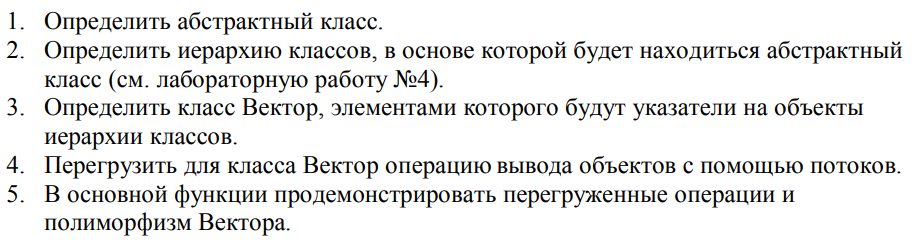 1. Определить абстрактный класс.
2. Определить иерархию классов, в основе которой будет находиться абстрактный
класс (см. лабораторную работу №4).
3. Определить класс Вектор, элементами которого будут указатели на объекты
иерархии классов.
4. Перегрузить для класса Вектор операцию вывода объектов с помощью потоков.
5. В основной функции продемонстрировать перегруженные операции и
полиморфизм Вектора.